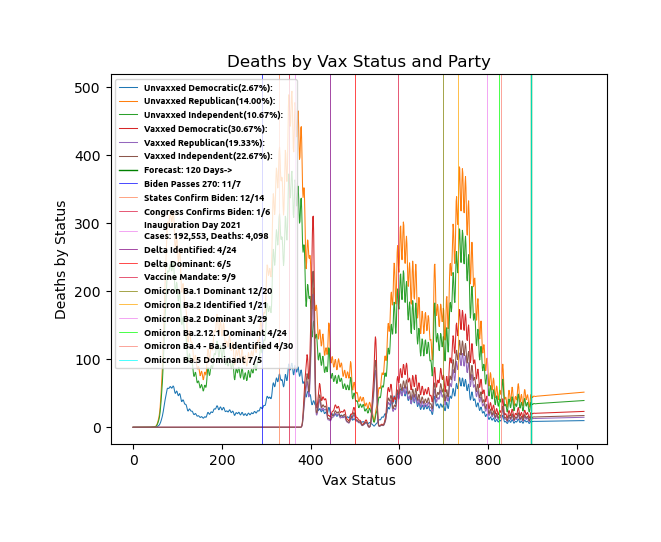 Deaths by Vax Status and Party
Deaths by Status
500
400
300
200
100
0
Unvaxxed Democratic(2.67%):
Unvaxxed Republican(14.00%):
Unvaxxed Independent(10.67%):
Vaxxed Democratic(30.67%):
Vaxxed Republican(19.33%):
Vaxxed Independent(22.67%):
Forecast: 120 Days->
Biden Passes 270: 11/7
States Confirm Biden: 12/14
Congress Confirms Biden: 1/6
Inauguration Day 2021
Cases: 192,553, Deaths: 4,098
Delta Identified: 4/24
Delta Dominant: 6/5
Vaccine Mandate: 9/9
Omicron Ba.1 Dominant 12/20
Omicron Ba.2 Identified 1/21
Omicron Ba.2 Dominant 3/29
Omicron Ba.2.12.1 Dominant 4/24
Omicron Ba.4 - Ba.5 Identified 4/30
Omicron Ba.5 Dominant 7/5
0 200 400 600 800 1000
Vax Status